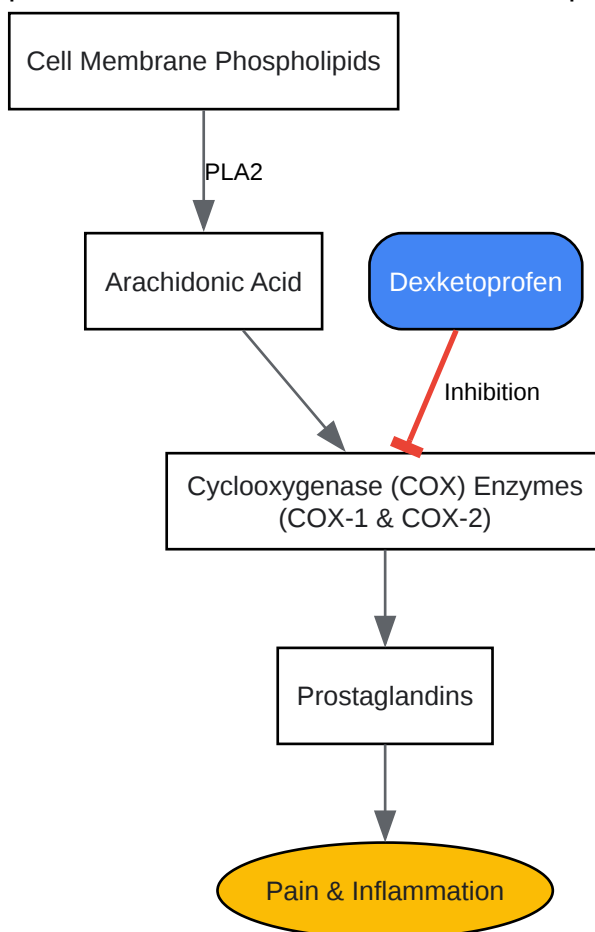 Cell Membrane Phospholipids
PLA2
Arachidonic Acid
Dexketoprofen
Inhibition
Cyclooxygenase (COX) Enzymes
(COX-1 & COX-2)
Prostaglandins
Pain & Inflammation